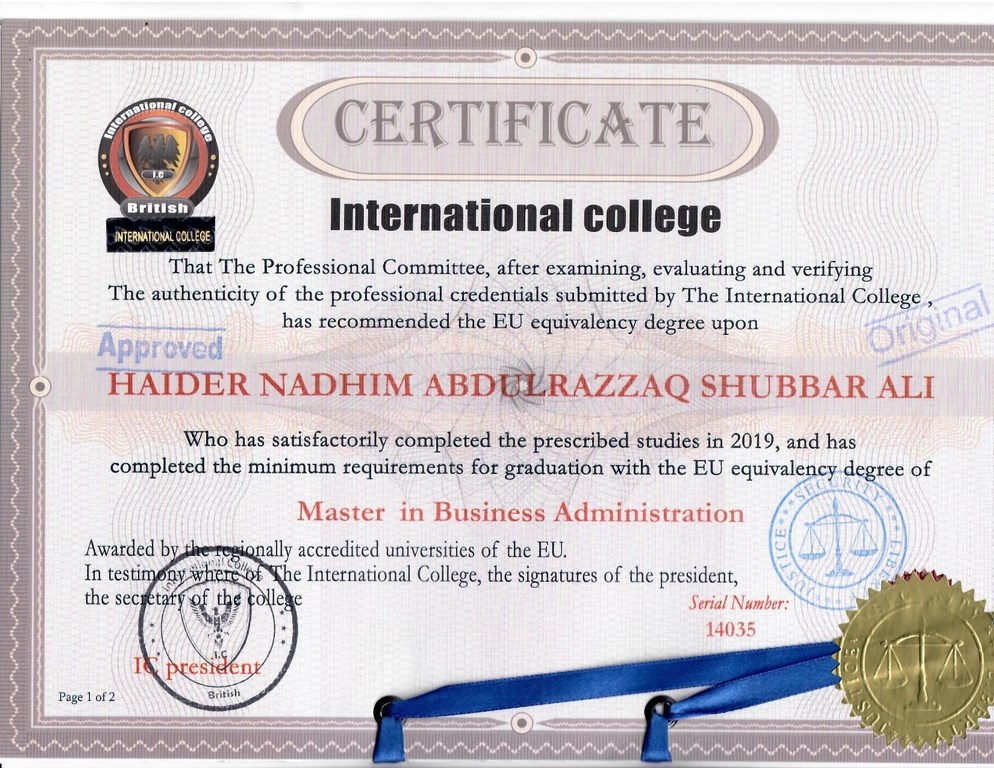 International college
I.C
British
INTERNATIONAL COLLEGE
CERTIFICATE
International college
That The Professional Committee, after examining, evaluating and verifying
The authenticity of the professional credentials submitted by The International College ,
has recommended the EU equivalency degree upon
Approved
Original
HAIDER NADHIM ABDULRAZZAQ SHUBBAR ALI
Who has satisfactorily completed the prescribed studies in 2019, and has
completed the minimum requirements for graduation with the EU equivalency degree of
Master in Business Administration
SECURITY
JUSTICE
Awarded by the regionally accredited universities of the EU.
In testimony where of The International College, the signatures of the president,
the secretary of the college
Serial Number:
14035
I.C
British
IC president
Page 1 of 2